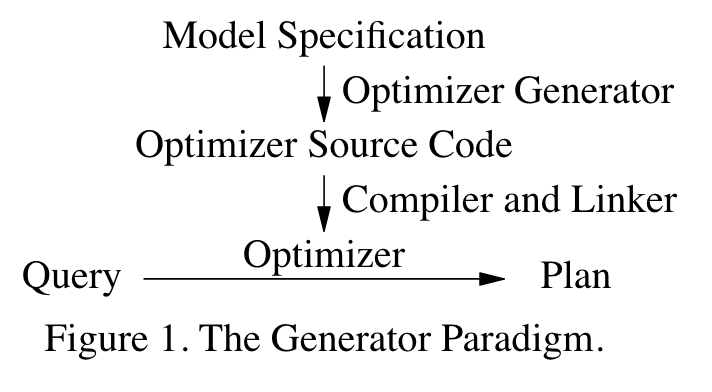 Model Specification
Optimizer Generator
Optimizer Source Code
Compiler and Linker
Optimizer
Query
Plan
Figure 1. The Generator Paradigm.